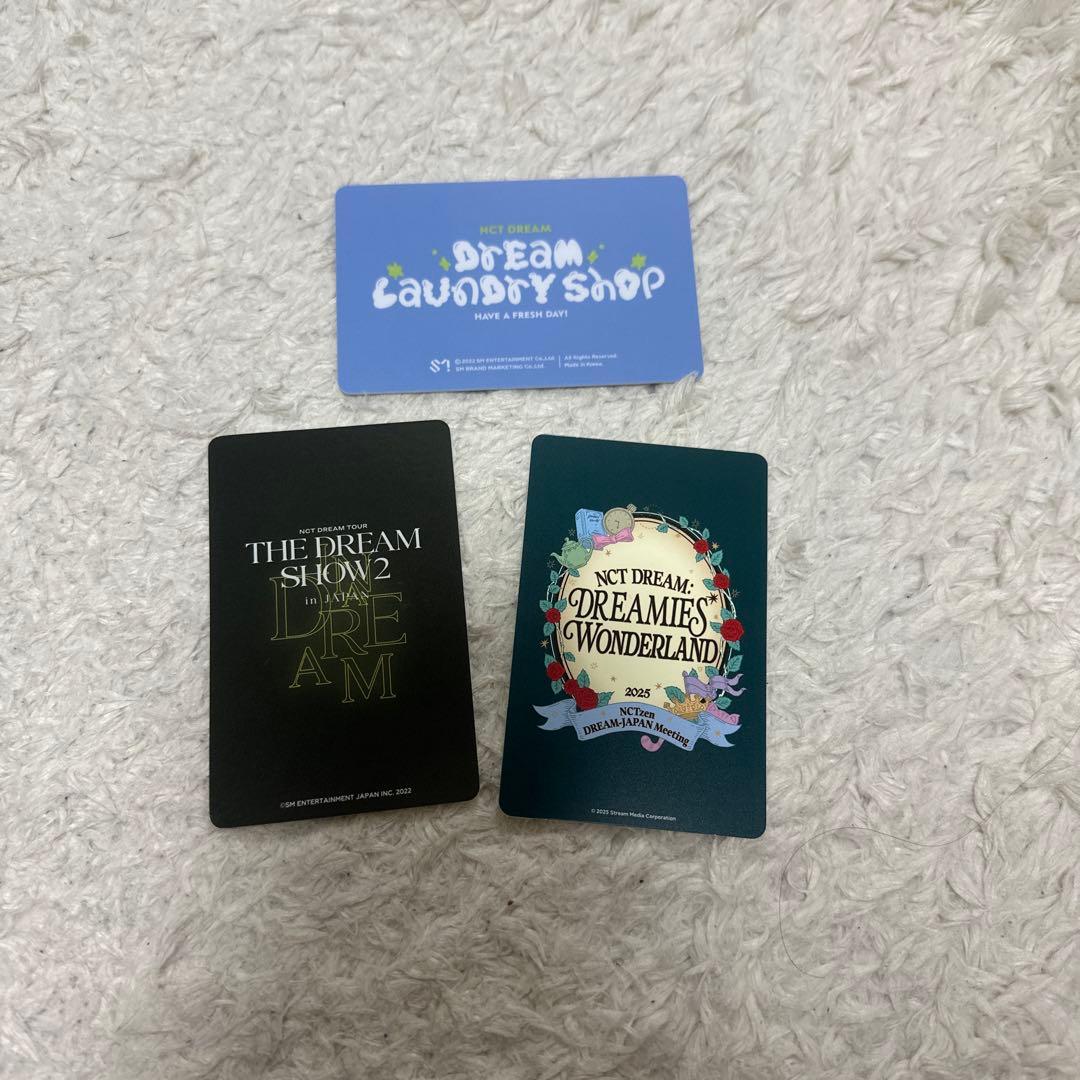 NCT DREAM
DREAM
LAUNDRY SHOP
HAVE A FRESH DAY!
SM
©2022 SM ENTERTAINMENT Co.,Ltd.
SM BRAND MARKETING Co.,Ltd.
All Rights Reserved.
Made in Korea.
NCT DREAM TOUR
THE DREAM
SHOW 2
in JAPAN
IN
A
DREAM
©SM ENTERTAINMENT JAPAN INC. 2022
NCT DREAM:
DREAMIES
WONDERLAND
2025
NCTzen
DREAM-JAPAN Meeting
© 2025 Stream Media Corporation